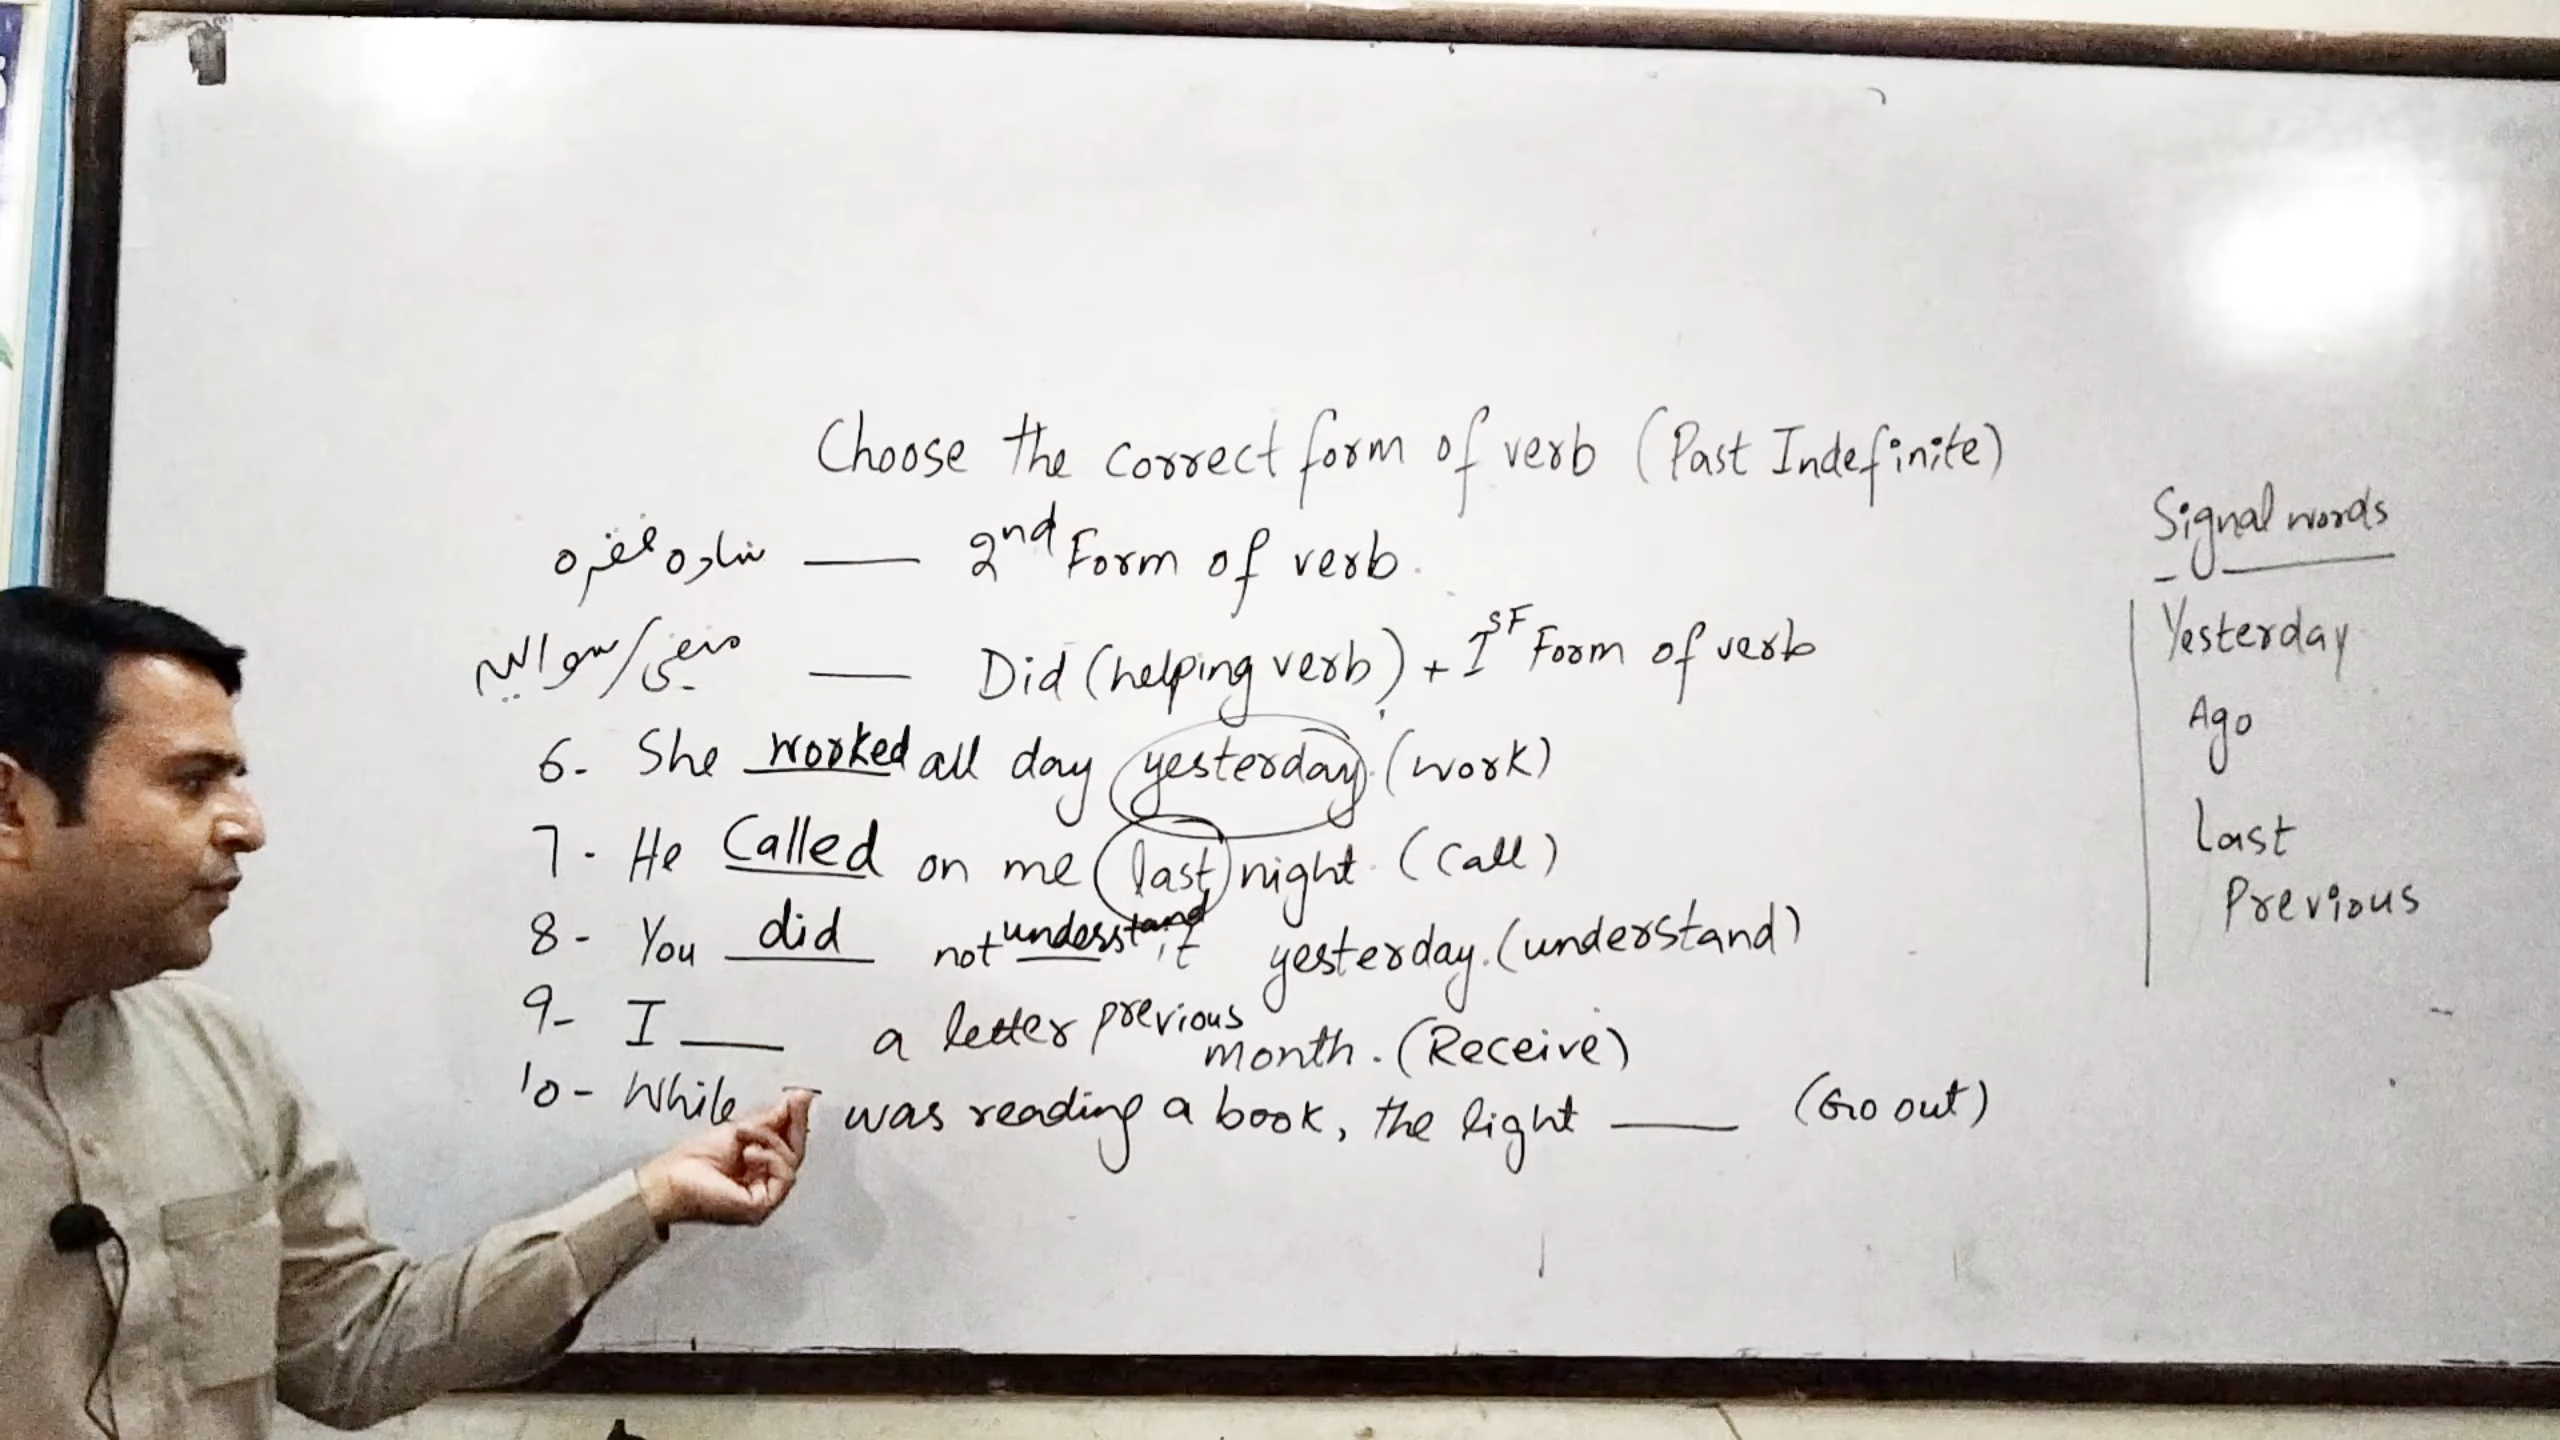 Choose the correct form of verb (Past Indefinite)
سادہ فقرہ — 2nd Form of verb.
منفی/سوالیہ — Did (helping verb) + Ist Form of verb
6- She worked all day yesterday. (work)
7- He Called on me last night. (Call)
8- You did not understand it yesterday. (understand)
9- I ___ a letter previous month. (Receive)
10- While I was reading a book, the light ___ (Go out)
Signal words
Yesterday
Ago
Last
Previous